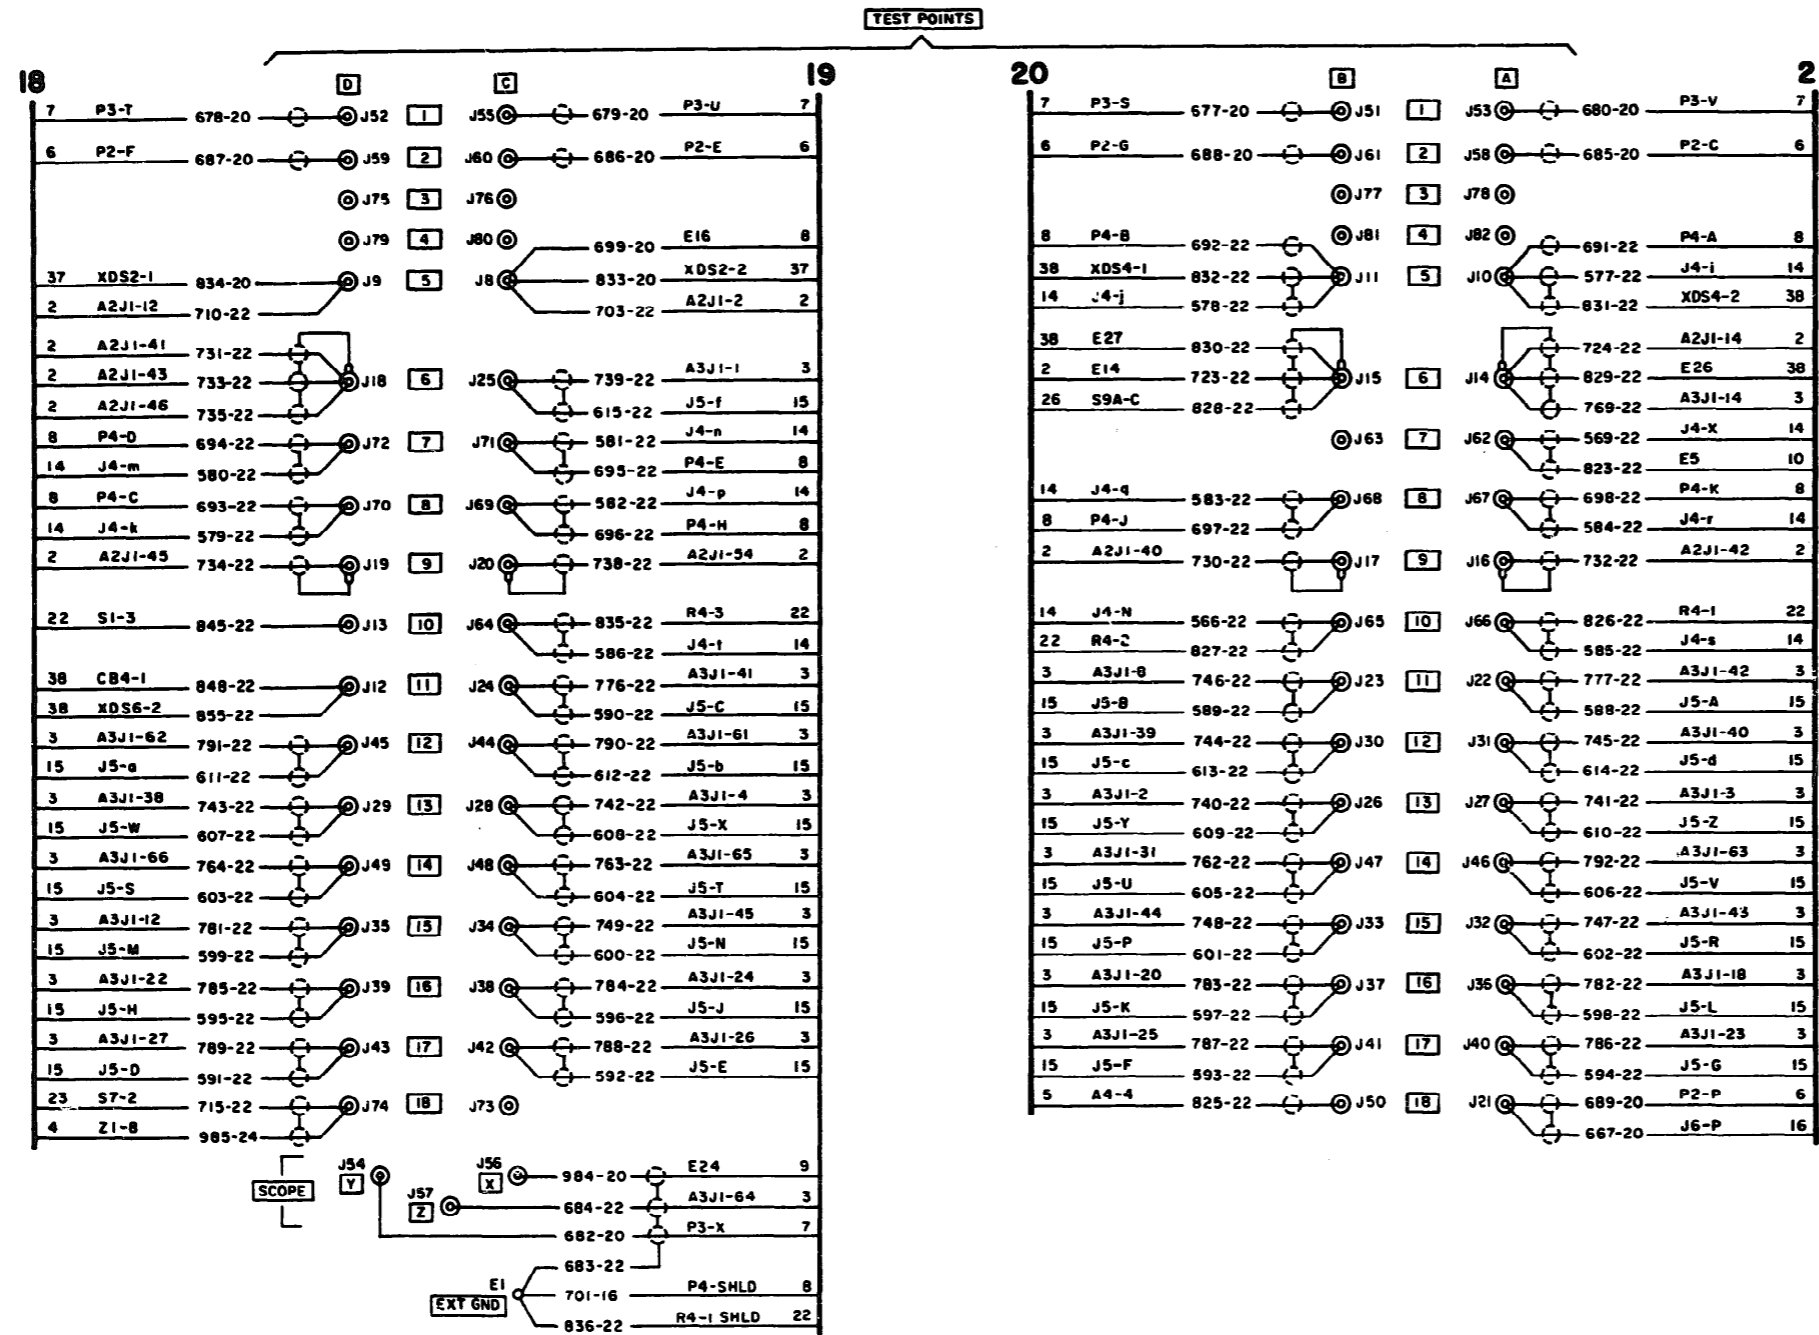 TEST POINTS
18 D C 19 20 B A 2
7 P3-T 678-20 J52 1 J55 679-20 P3-U 7
6 P2-F 687-20 J59 2 J60 686-20 P2-E 6
J75 3 J76
J79 4 J80
699-20 E16 8
37 XDS2-1 834-20 J9 5 J8 833-20 XDS2-2 37
2 A2J1-12 710-22 703-22 A2J1-2 2
2 A2J1-41 731-22
2 A2J1-43 733-22 J18 6 J25 739-22 A3J1-1 3
2 A2J1-46 735-22 615-22 J5-f 15
8 P4-D 694-22 J72 7 J71 581-22 J4-n 14
14 J4-m 580-22 695-22 P4-E 8
8 P4-C 693-22 J70 8 J69 582-22 J4-p 14
14 J4-k 579-22 696-22 P4-H 8
2 A2J1-45 734-22 J19 9 J20 738-22 A2J1-54 2
22 S1-3 845-22 J13 10 J64 835-22 R4-3 22
586-22 J4-t 14
38 CB4-1 848-22 J12 11 J24 776-22 A3J1-41 3
38 XDS6-2 855-22 590-22 J5-C 15
3 A3J1-62 791-22 J45 12 J44 790-22 A3J1-61 3
15 J5-a 611-22 612-22 J5-b 15
3 A3J1-38 743-22 J29 13 J28 742-22 A3J1-4 3
15 J5-W 607-22 608-22 J5-X 15
3 A3J1-66 764-22 J49 14 J48 763-22 A3J1-65 3
15 J5-S 603-22 604-22 J5-T 15
3 A3J1-12 781-22 J35 15 J34 749-22 A3J1-45 3
15 J5-M 599-22 600-22 J5-N 15
3 A3J1-22 785-22 J39 16 J38 784-22 A3J1-24 3
15 J5-H 595-22 596-22 J5-J 15
3 A3J1-27 789-22 J43 17 J42 788-22 A3J1-26 3
15 J5-D 591-22 592-22 J5-E 15
23 S7-2 715-22 J74 18 J73
4 Z1-8 985-24
SCOPE J54 Y J56 X 984-20 E24 9
J57 Z 684-22 A3J1-64 3
682-20 P3-X 7
683-22
E1 EXT GND 701-16 P4-SHLD 8
836-22 R4-1 SHLD 22
7 P3-S 677-20 J51 1 J53 680-20 P3-V 7
6 P2-G 688-20 J61 2 J58 685-20 P2-C 6
J77 3 J78
J81 4 J82
8 P4-B 692-22 691-22 P4-A 8
38 XDS4-1 832-22 J11 5 J10 577-22 J4-i 14
14 J4-j 578-22 831-22 XDS4-2 38
38 E27 830-22 724-22 A2J1-14 2
2 E14 723-22 J15 6 J14 829-22 E26 38
26 S9A-C 828-22 769-22 A3J1-14 3
J63 7 J62 569-22 J4-X 14
823-22 E5 10
14 J4-q 583-22 J68 8 J67 698-22 P4-K 8
8 P4-J 697-22 584-22 J4-r 14
2 A2J1-40 730-22 J17 9 J16 732-22 A2J1-42 2
14 J4-N 566-22 J65 10 J66 826-22 R4-1 22
22 R4-2 827-22 585-22 J4-s 14
3 A3J1-8 746-22 J23 11 J22 777-22 A3J1-42 3
15 J5-B 589-22 588-22 J5-A 15
3 A3J1-39 744-22 J30 12 J31 745-22 A3J1-40 3
15 J5-c 613-22 614-22 J5-d 15
3 A3J1-2 740-22 J26 13 J27 741-22 A3J1-3 3
15 J5-Y 609-22 610-22 J5-Z 15
3 A3J1-31 762-22 J47 14 J46 792-22 A3J1-63 3
15 J5-U 605-22 606-22 J5-V 15
3 A3J1-44 748-22 J33 15 J32 747-22 A3J1-43 3
15 J5-P 601-22 602-22 J5-R 15
3 A3J1-20 783-22 J37 16 J36 782-22 A3J1-18 3
15 J5-K 597-22 598-22 J5-L 15
3 A3J1-25 787-22 J41 17 J40 786-22 A3J1-23 3
15 J5-F 593-22 594-22 J5-G 15
5 A4-4 825-22 J50 18 J21 689-20 P2-P 6
667-20 J6-P 16